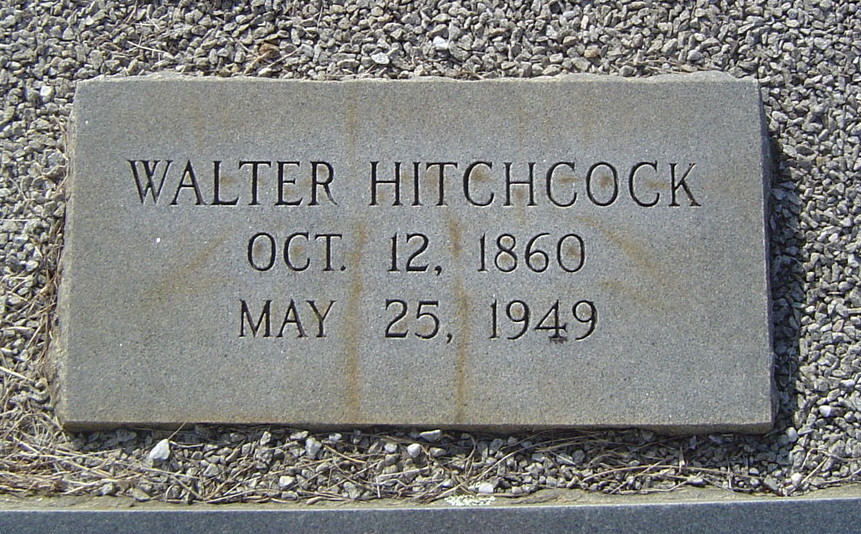 WALTER HITCHCOCK
OCT. 12, 1860
MAY 25, 1949